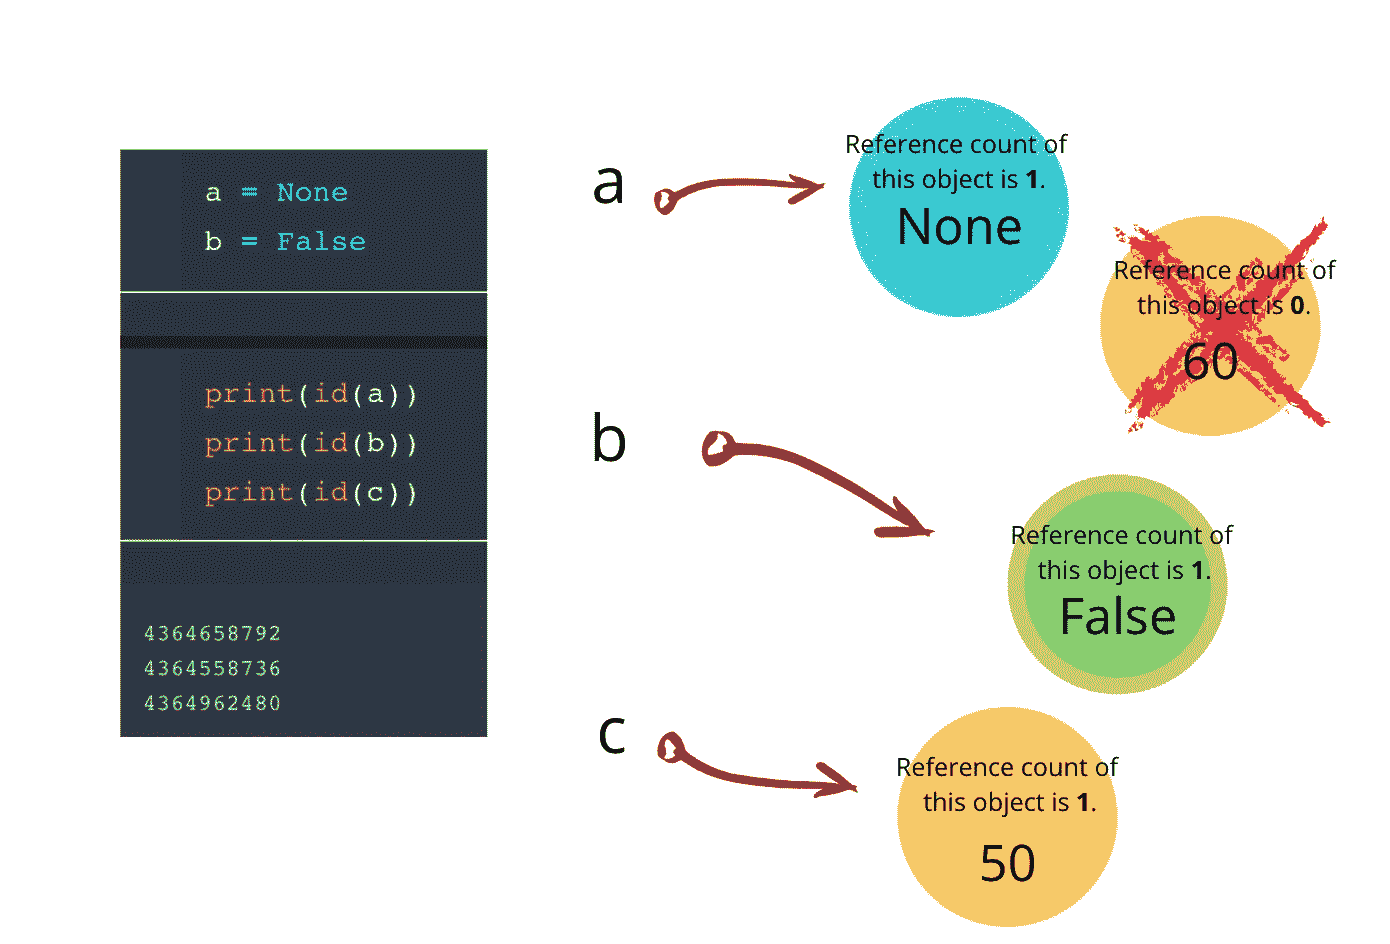 a = None
b = False
print(id(a))
print(id(b))
print(id(c))
4364658792
4364558736
4364962480
a
Reference count of
this object is 1.
None
Reference count of
this object is 0.
60
b
Reference count of
this object is 1.
False
c
Reference count of
this object is 1.
50